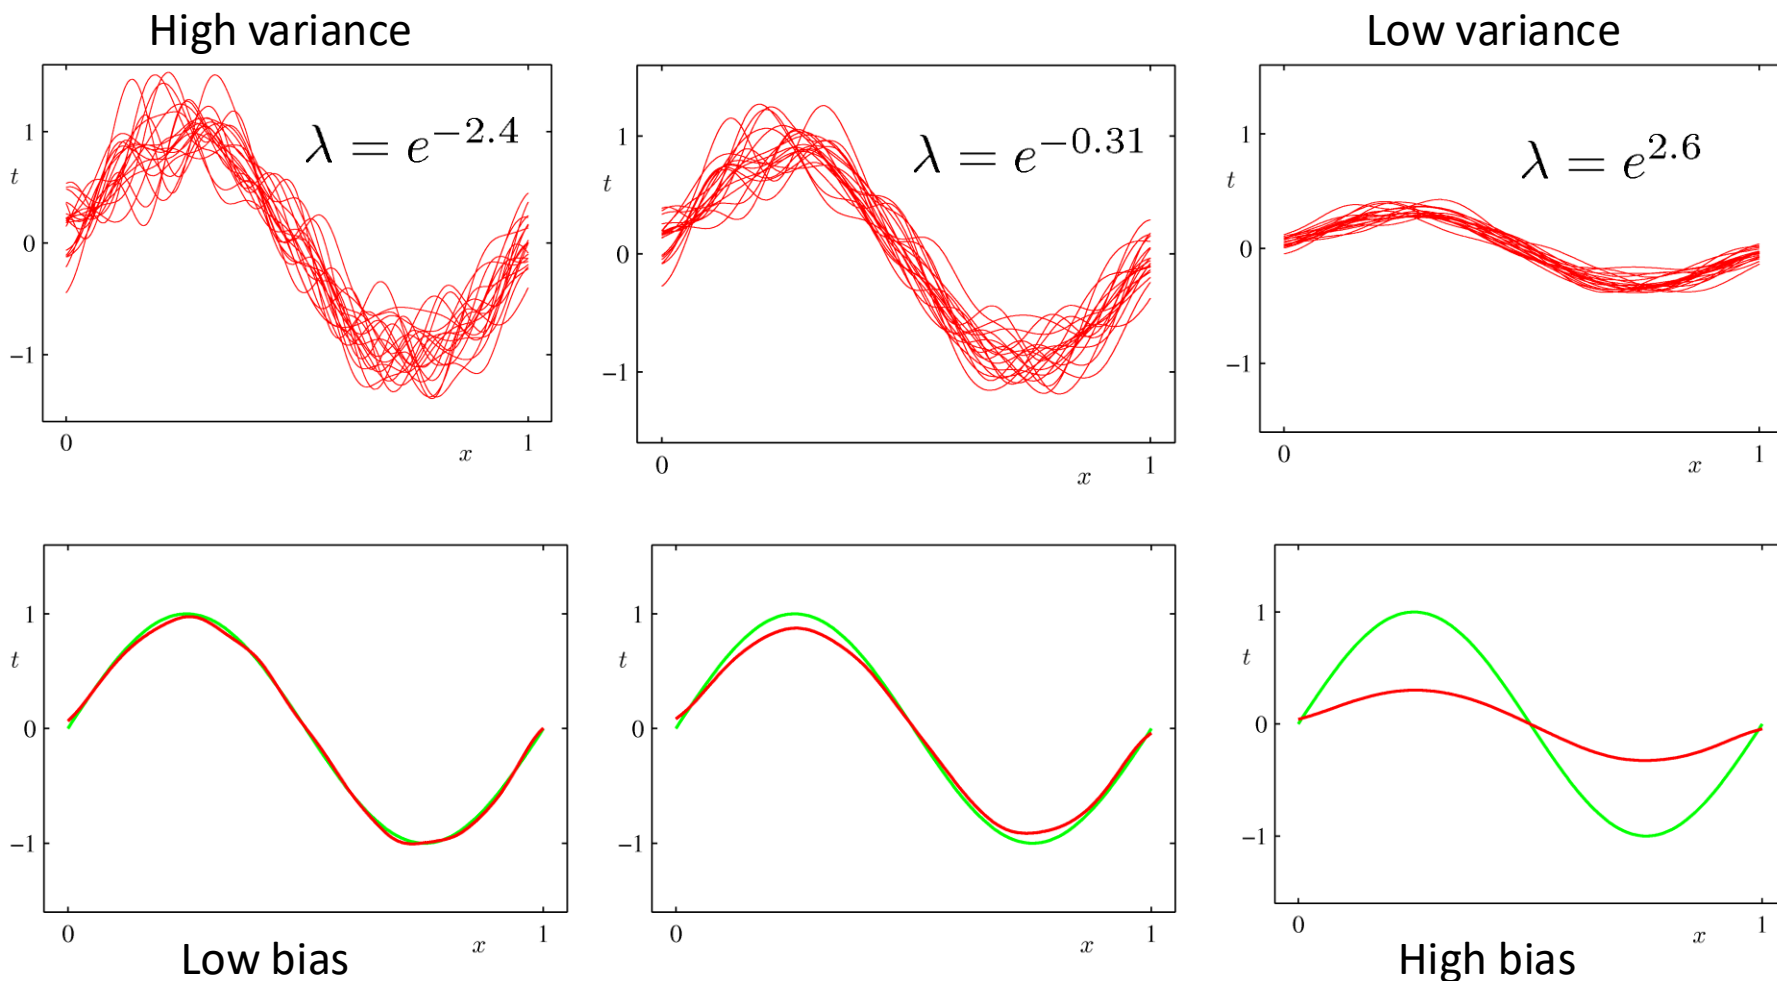 High variance
Low variance
t
1
0
−1
λ = e^{−2.4}
0
x
1
t
1
0
−1
λ = e^{−0.31}
0
x
1
t
1
0
−1
λ = e^{2.6}
0
x
1
t
1
0
−1
0
x
1
t
1
0
−1
0
x
1
t
1
0
−1
0
x
1
Low bias
High bias